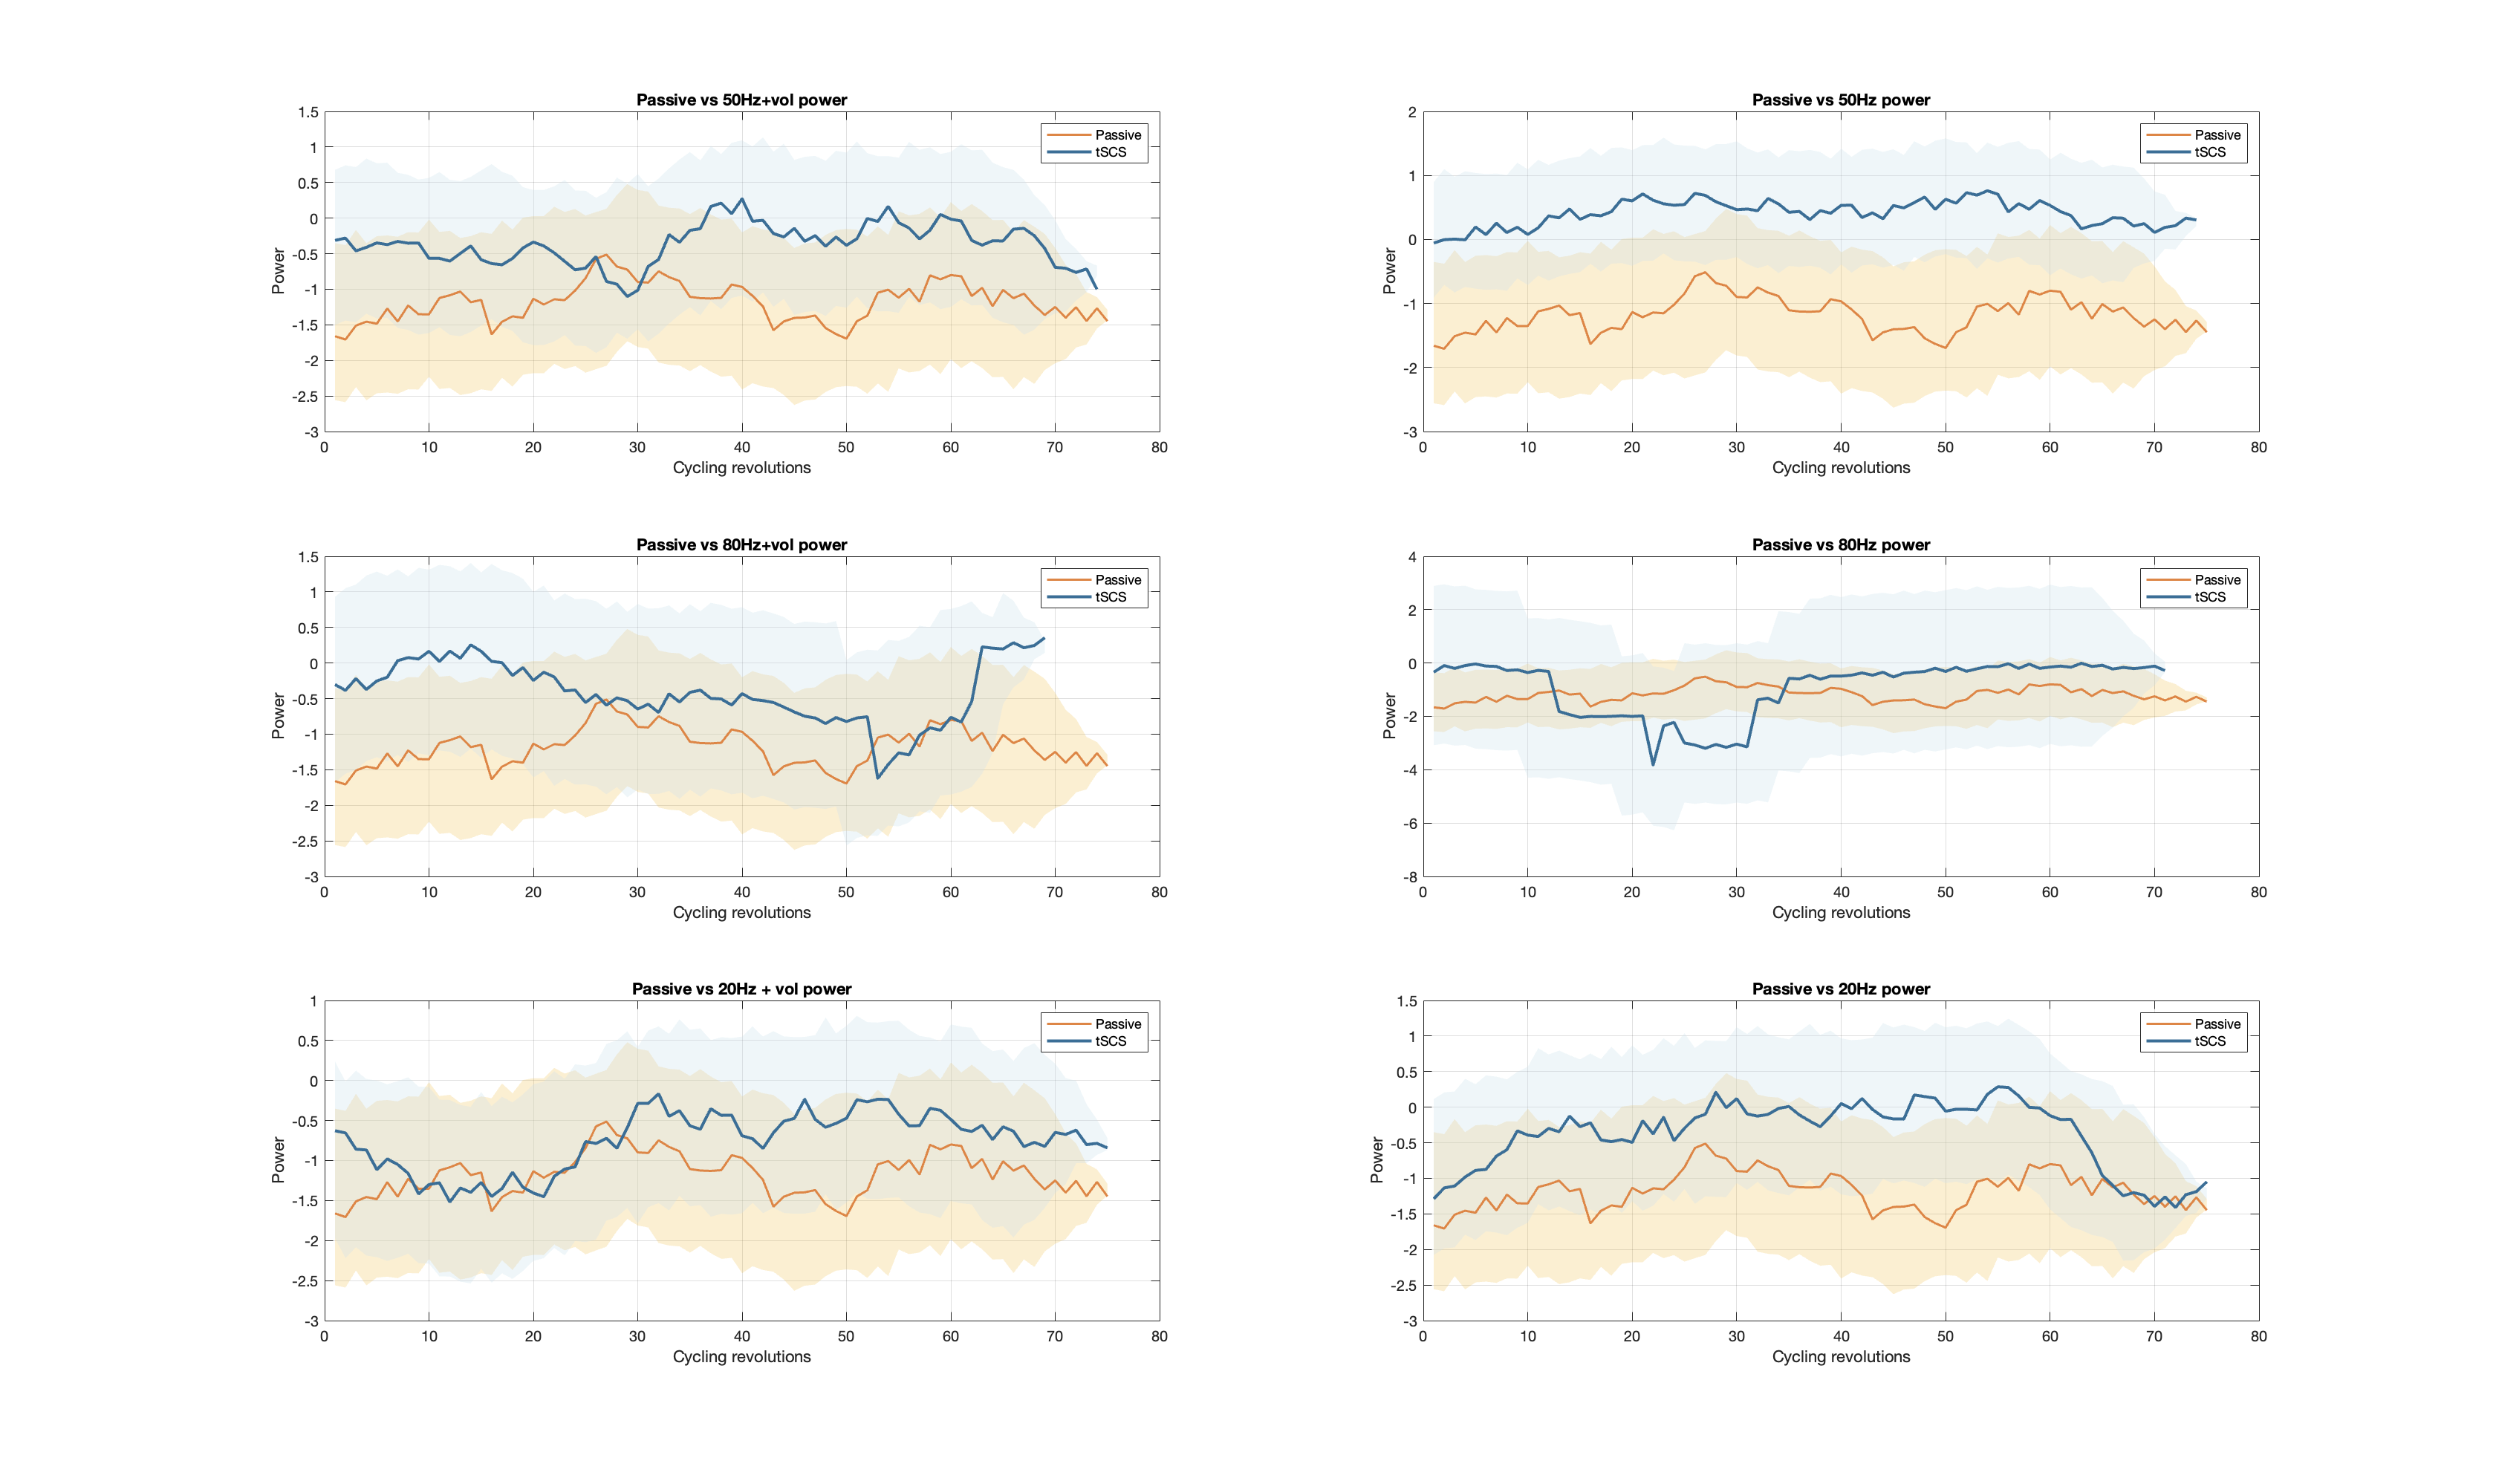 Passive vs 50Hz+vol power
1.5
1
0.5
0
-0.5
-1
-1.5
-2
-2.5
-3
Power
Passive
tSCS
0 10 20 30 40 50 60 70 80
Cycling revolutions
Passive vs 50Hz power
2
1
0
-1
-2
-3
Power
Passive
tSCS
0 10 20 30 40 50 60 70 80
Cycling revolutions
Passive vs 80Hz+vol power
1.5
1
0.5
0
-0.5
-1
-1.5
-2
-2.5
-3
Power
Passive
tSCS
0 10 20 30 40 50 60 70 80
Cycling revolutions
Passive vs 80Hz power
4
2
0
-2
-4
-6
-8
Power
Passive
tSCS
0 10 20 30 40 50 60 70 80
Cycling revolutions
Passive vs 20Hz + vol power
1
0.5
0
-0.5
-1
-1.5
-2
-2.5
-3
Power
Passive
tSCS
0 10 20 30 40 50 60 70 80
Cycling revolutions
Passive vs 20Hz power
1.5
1
0.5
0
-0.5
-1
-1.5
-2
-2.5
-3
Power
Passive
tSCS
0 10 20 30 40 50 60 70 80
Cycling revolutions